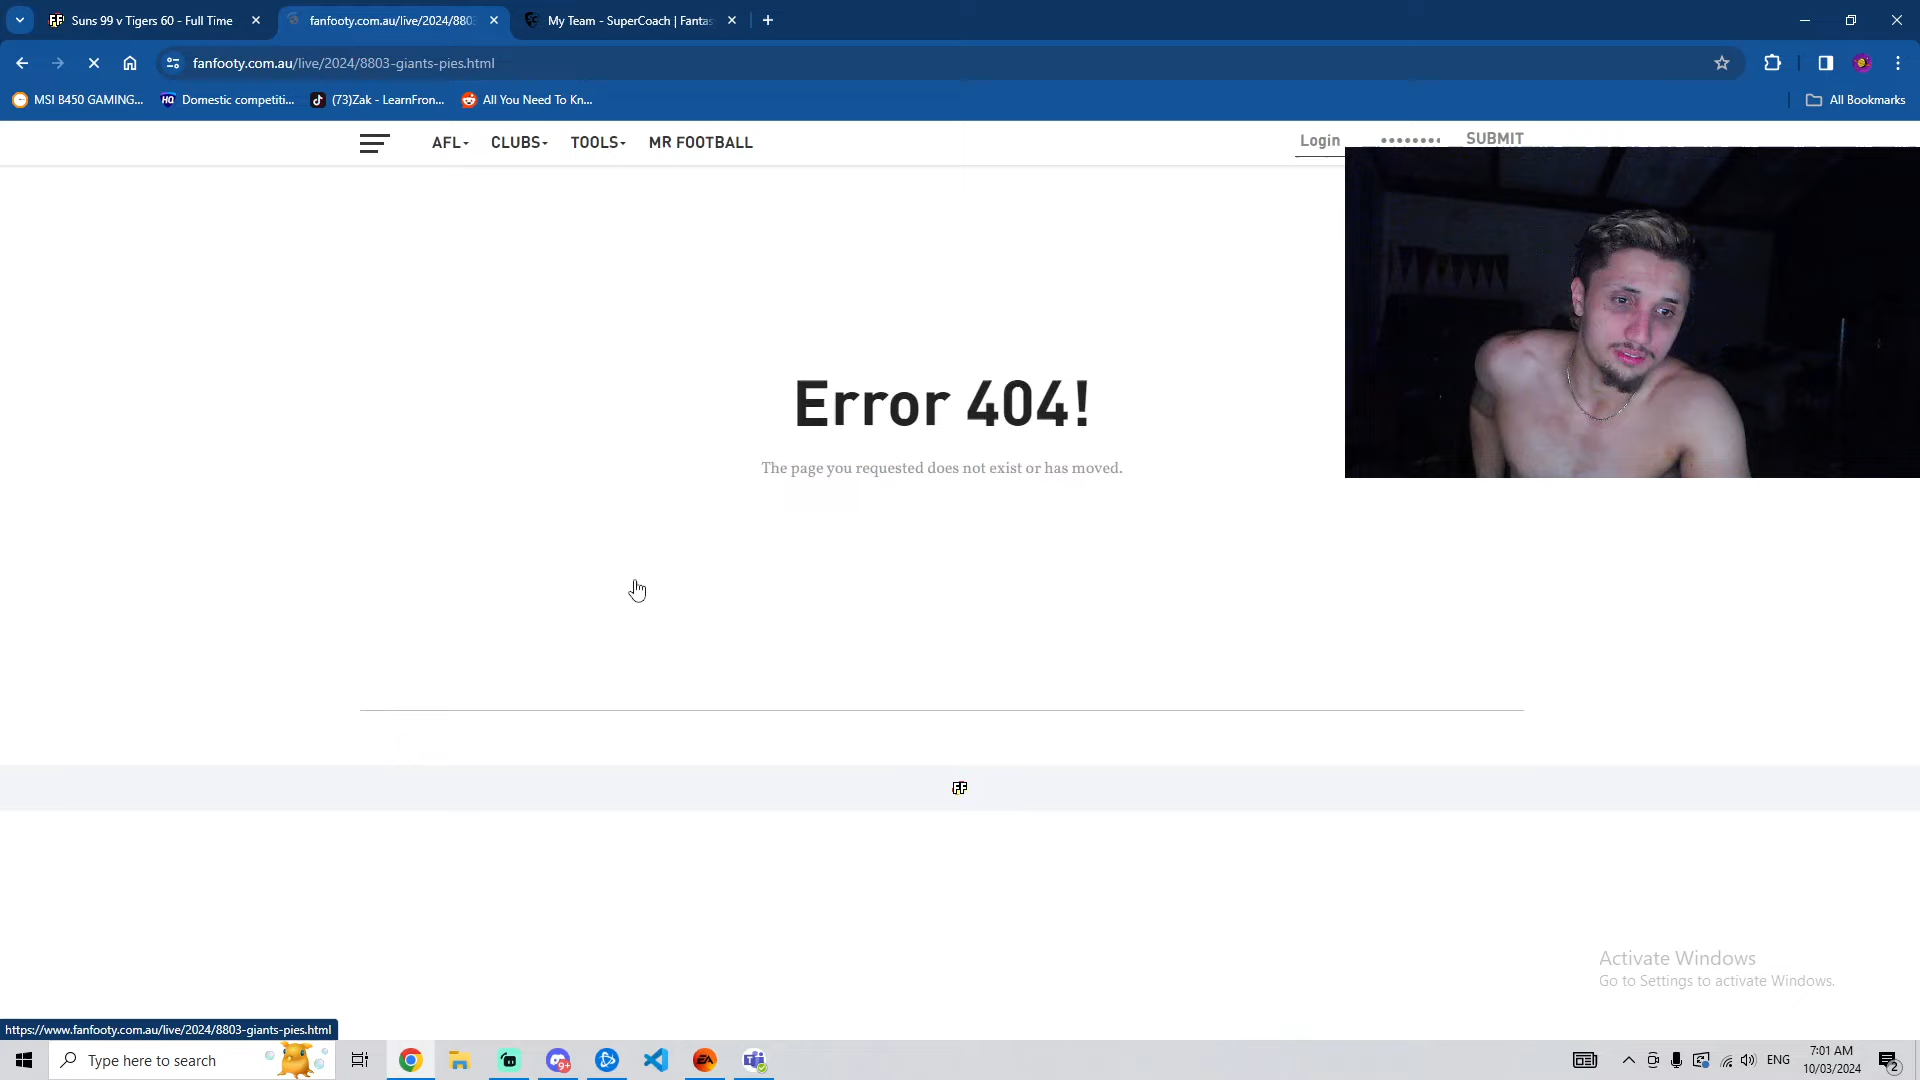 Suns 99 v Tigers 60 - Full Time
fanfooty.com.au/live/2024/880
My Team - SuperCoach | Fantas
fanfooty.com.au/live/2024/8803-giants-pies.html
MSI B450 GAMING...
HQ
Domestic competiti...
(73)Zak - LearnFron...
All You Need To Kn...
All Bookmarks
AFL
CLUBS
TOOLS
MR FOOTBALL
Login
••••••••
SUBMIT
Error 404!
The page you requested does not exist or has moved.
FF
Activate Windows
Go to Settings to activate Windows.
https://www.fanfooty.com.au/live/2024/8803-giants-pies.html
Type here to search
9+
EA
ENG
7:01 AM
10/03/2024
2